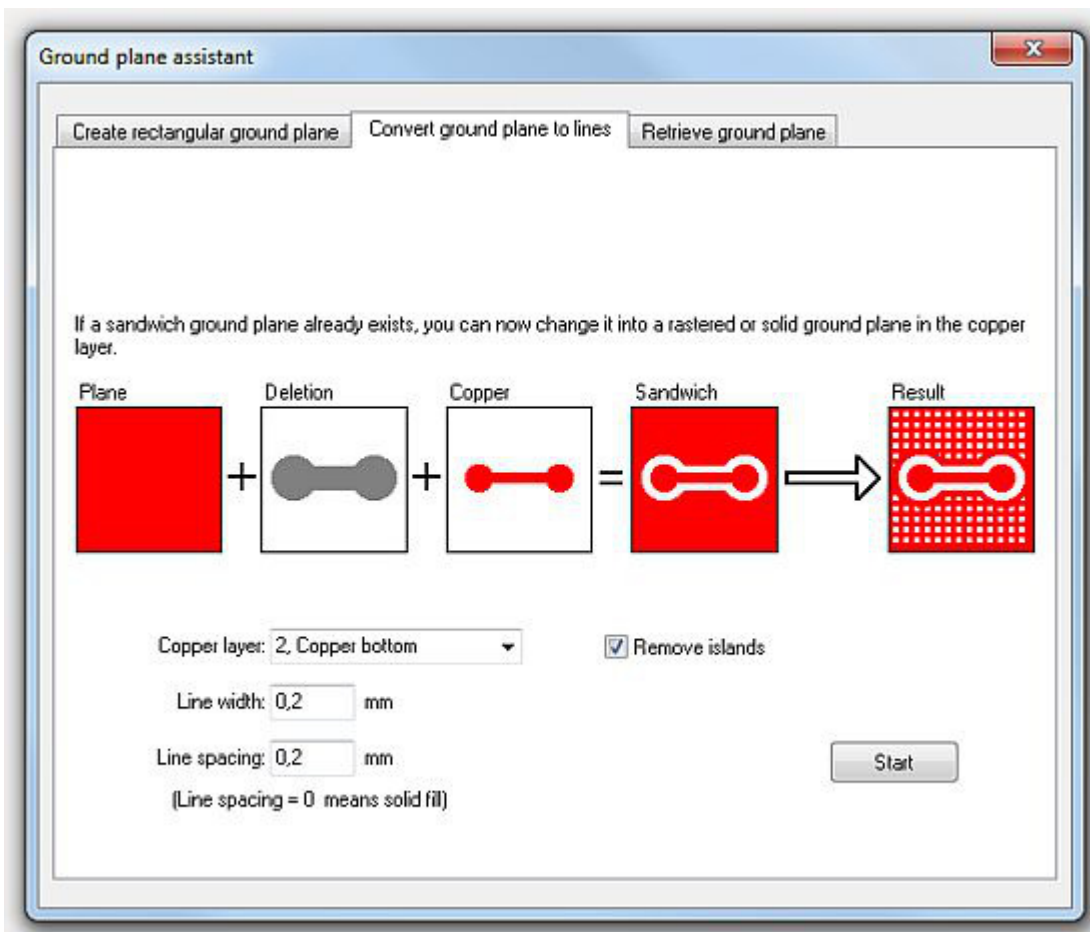 Ground plane assistant
Create rectangular ground plane
Convert ground plane to lines
Retrieve ground plane
If a sandwich ground plane already exists, you can now change it into a rastered or solid ground plane in the copper
layer.
Plane
Deletion
Copper
Sandwich
Result
Copper layer: 2, Copper bottom
Remove islands
Line width: 0,2 mm
Line spacing: 0,2 mm
Start
(Line spacing = 0 means solid fill)